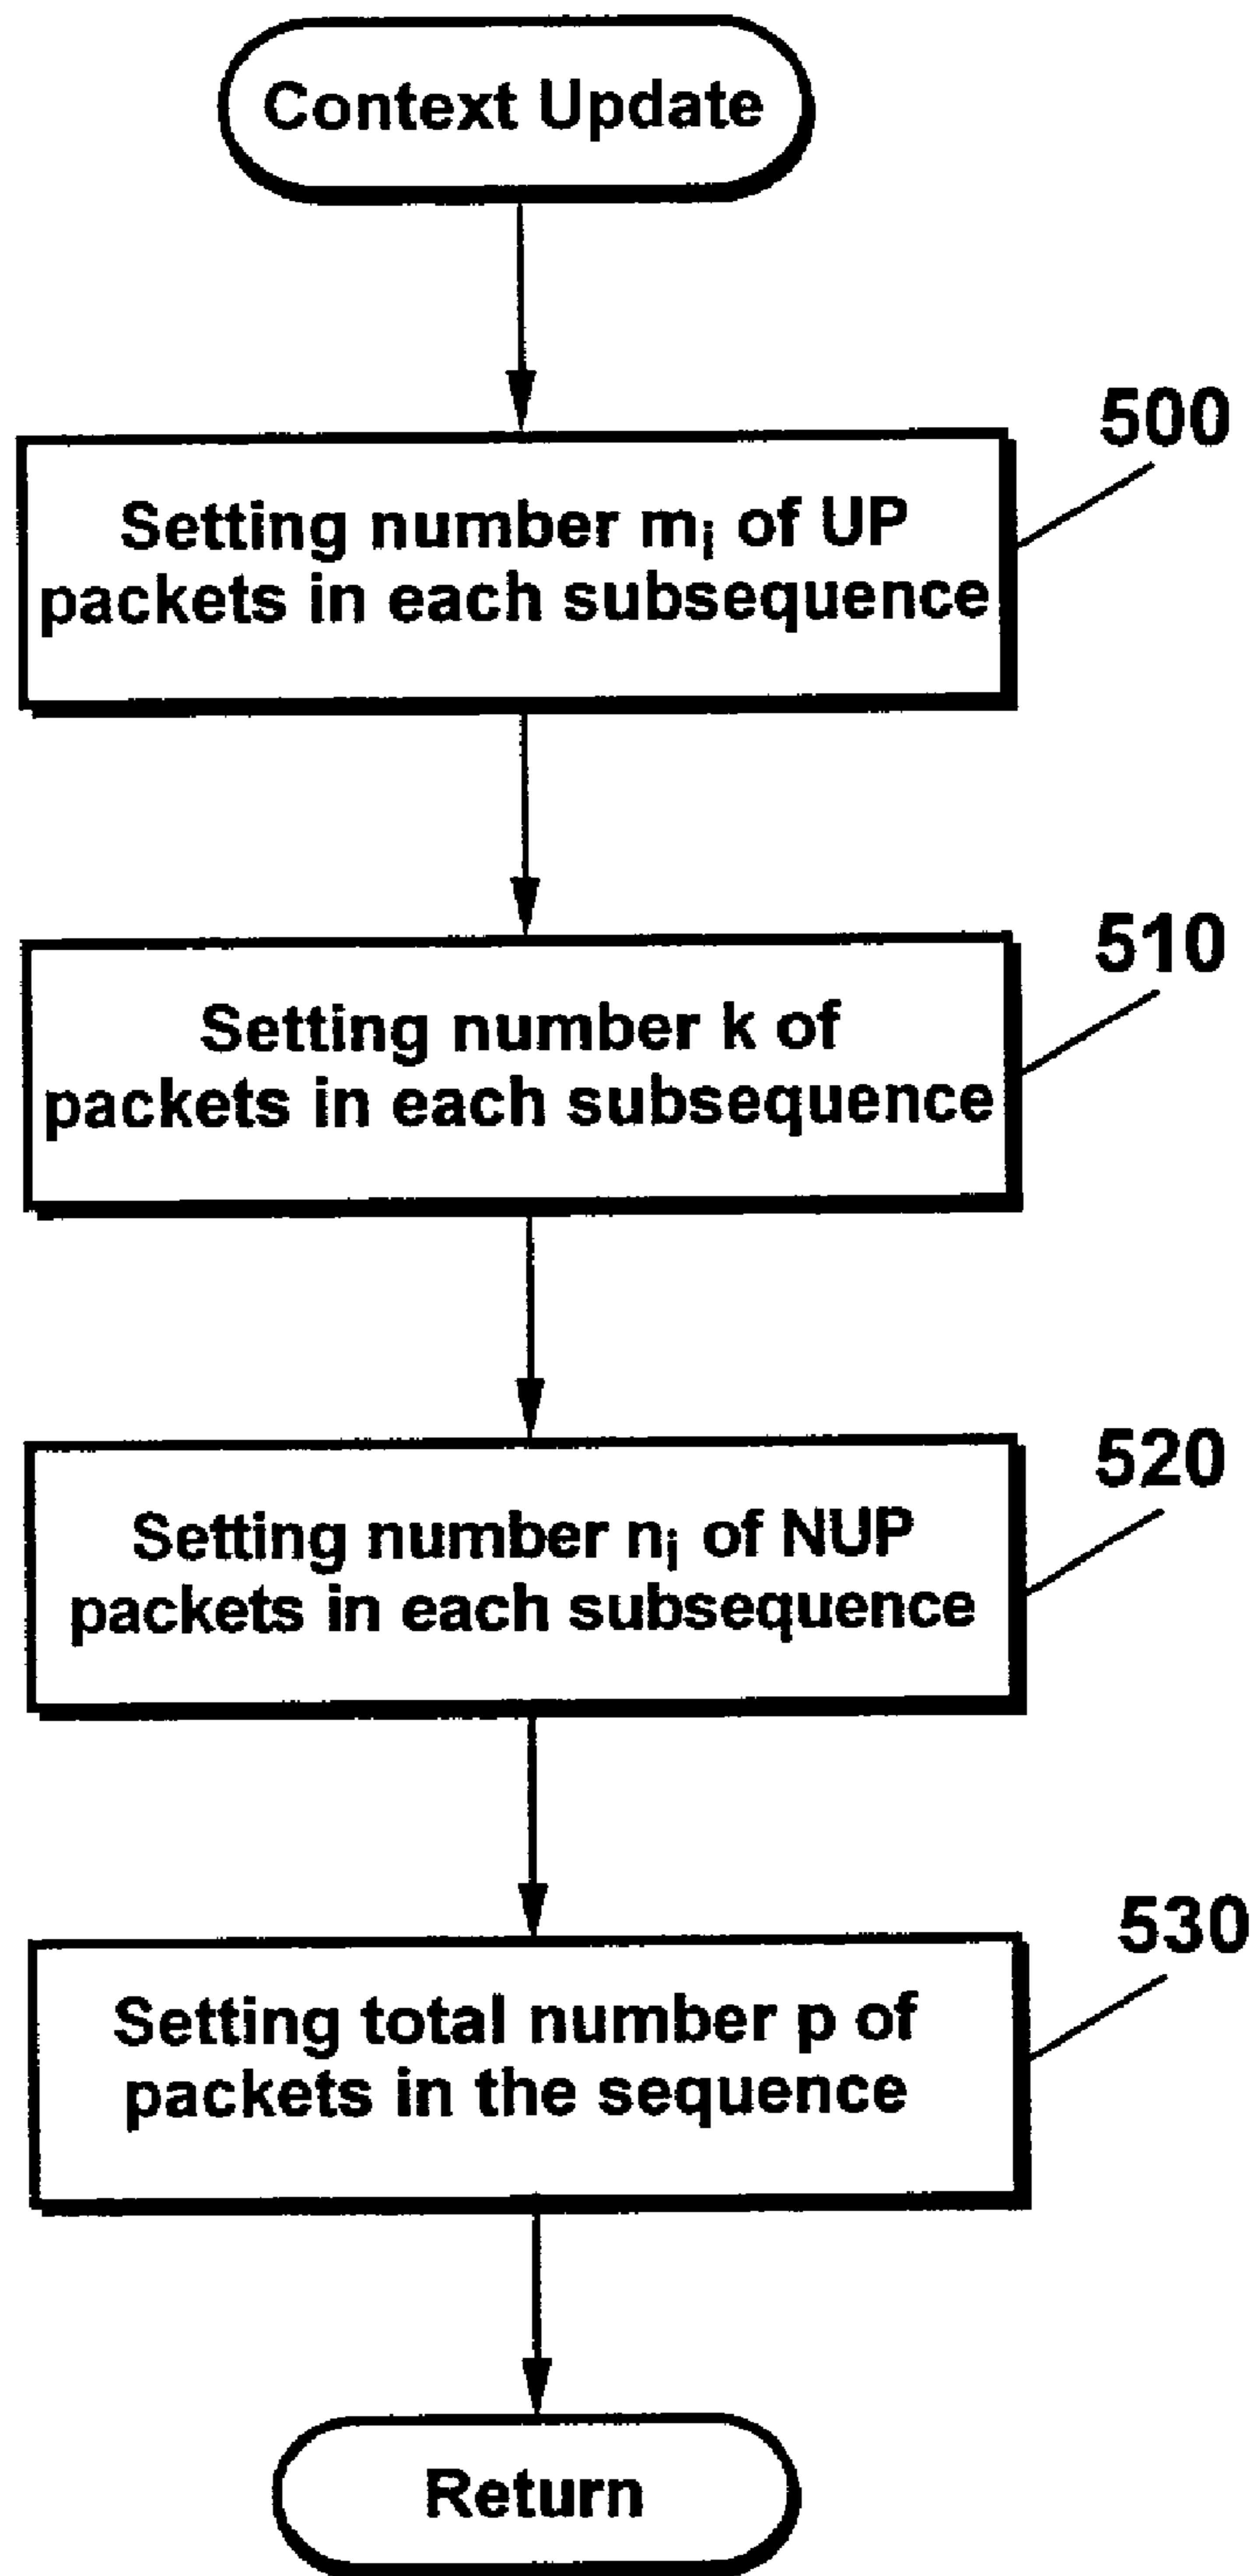 Context Update
500
Setting number mᵢ of UP
packets in each subsequence
510
Setting number k of
packets in each subsequence
520
Setting number nᵢ of NUP
packets in each subsequence
530
Setting total number p of
packets in the sequence
Return